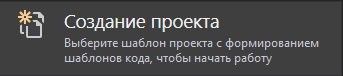 Создание проекта
Выберите шаблон проекта с формированием
шаблонов кода, чтобы начать работу